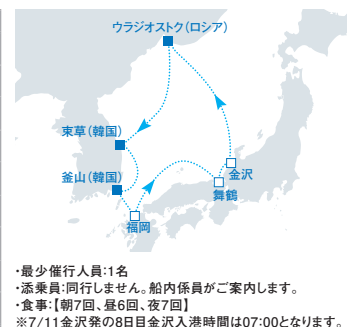 ウラジオストク(ロシア)
束草(韓国)
釜山(韓国)
金沢
舞鶴
福岡
・最少催行人員:1名
・添乗員:同行しません。船内係員がご案内します。
・食事:【朝7回、昼6回、夜7回】
※7/11金沢発の8日目金沢入港時間は07:00となります。